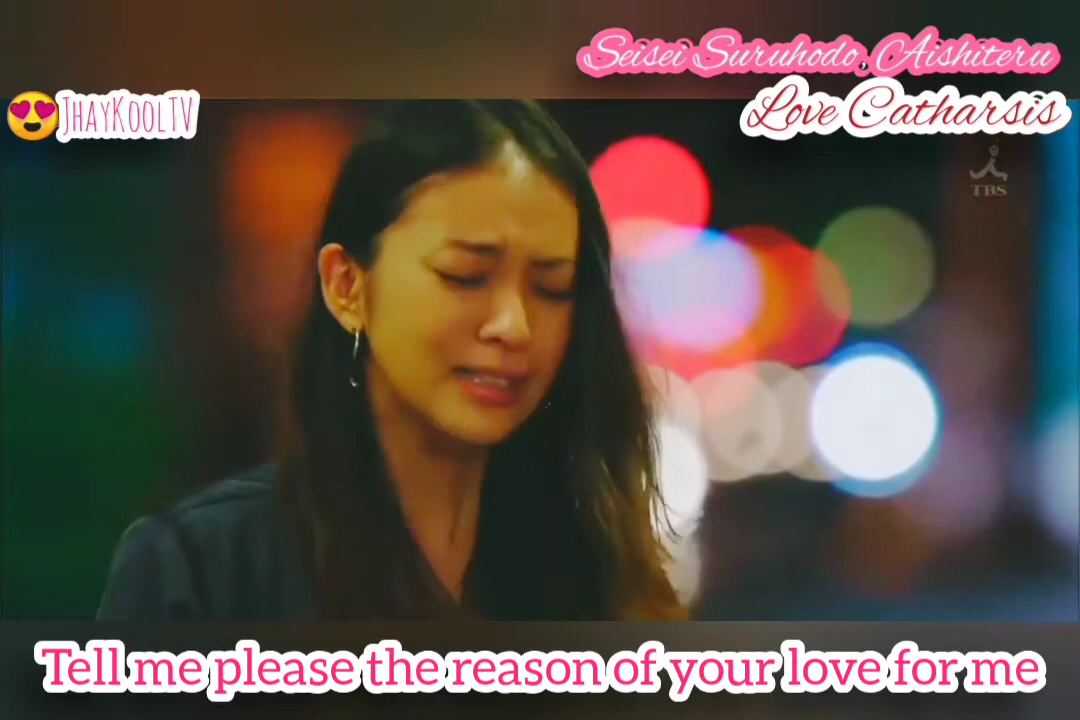 Seisei Suruhodo, Aishiteru
Love Catharsis
JhayKoolTV
TBS
Tell me please the reason of your love for me